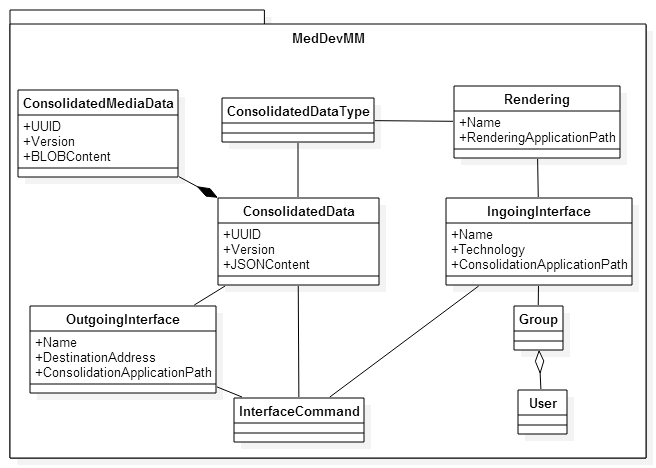 MedDevMM
ConsolidatedMediaData
+UUID
+Version
+BLOBContent
ConsolidatedDataType
Rendering
+Name
+RenderingApplicationPath
ConsolidatedData
+UUID
+Version
+JSONContent
IngoingInterface
+Name
+Technology
+ConsolidationApplicationPath
OutgoingInterface
+Name
+DestinationAddress
+ConsolidationApplicationPath
Group
InterfaceCommand
User